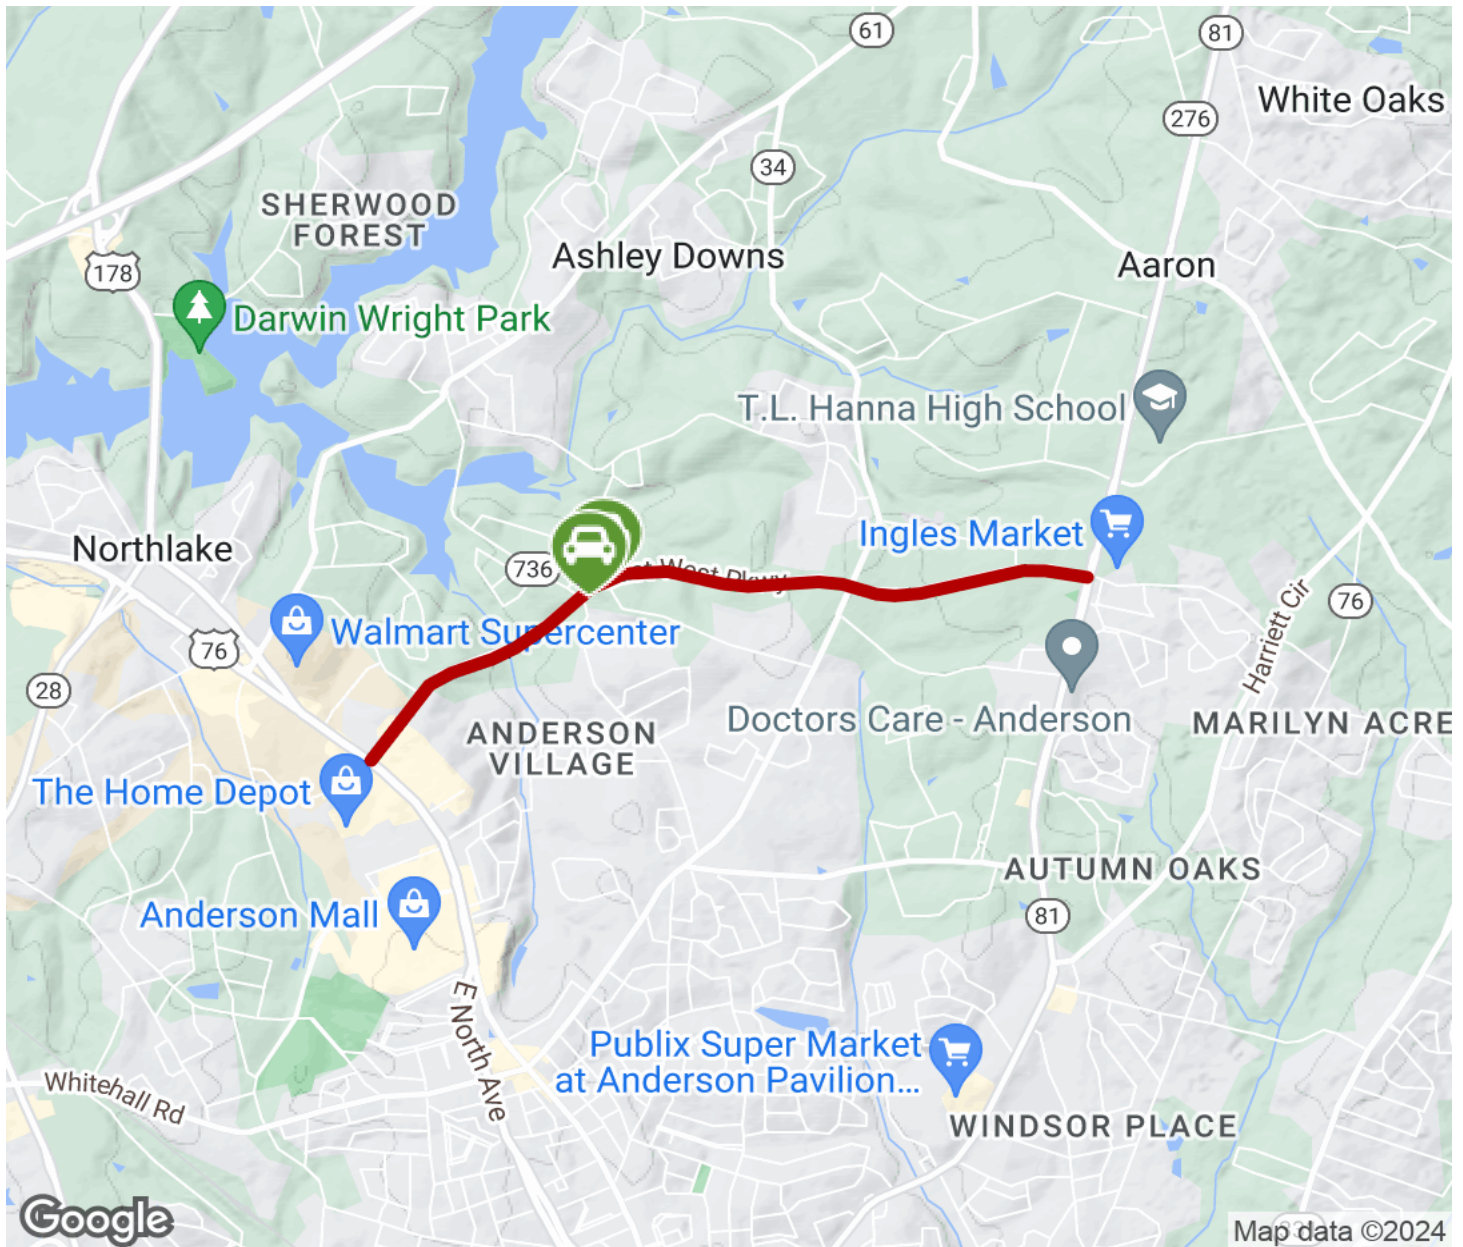 61
81
White Oaks
276
34
SHERWOOD
FOREST
Ashley Downs
Aaron
178
Darwin Wright Park
T.L. Hanna High School
Ingles Market
Northlake
736
West Pkwy
76
Harriett Cir
Walmart Supercenter
76
28
ANDERSON
VILLAGE
Doctors Care - Anderson
MARILYN ACRE
The Home Depot
AUTUMN OAKS
Anderson Mall
81
E North Ave
Publix Super Market
at Anderson Pavilion...
Whitehall Rd
WINDSOR PLACE
Google
Map data ©2024